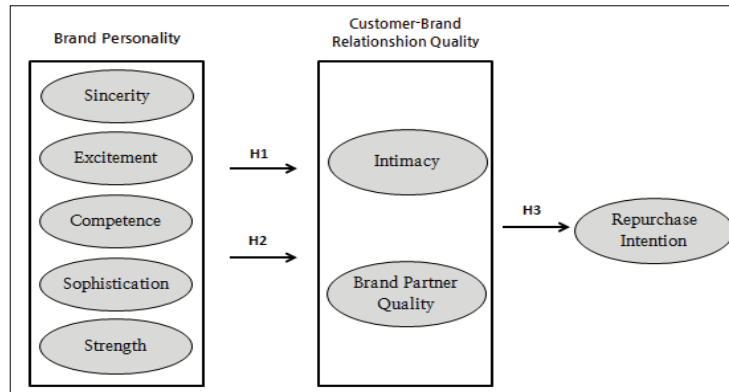 Brand Personality
Sincerity
Excitement
Competence
Sophistication
Strength
H1
H2
Customer-Brand
Relationshion Quality
Intimacy
Brand Partner
Quality
H3
Repurchase
Intention